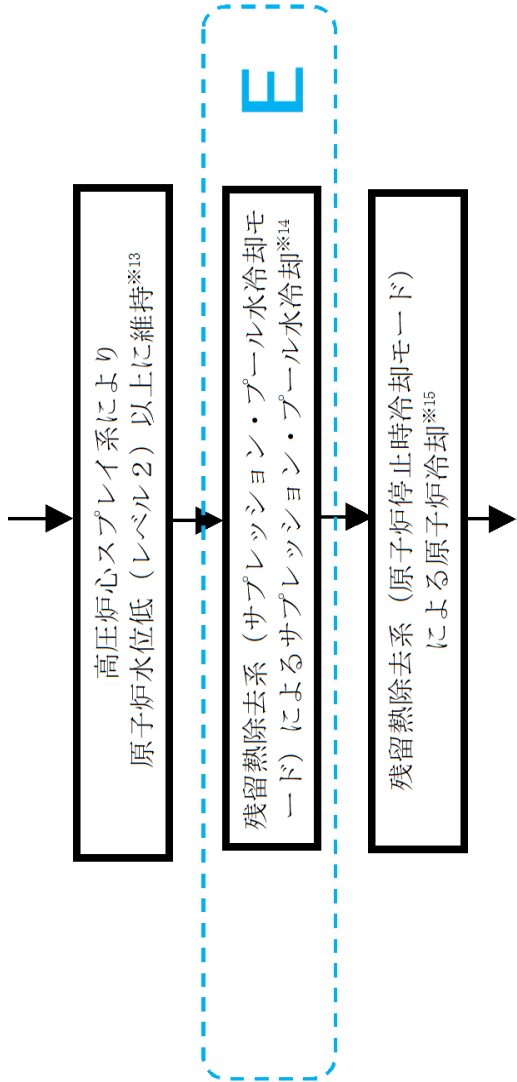 高圧炉心スプレイ系により
原子炉水位低（レベル２）以上に維持※13
E
残留熱除去系（サプレッション・プール水冷却モ
ード）によるサプレッション・プール水冷却※14
残留熱除去系（原子炉停止時冷却モード）
による原子炉冷却※15